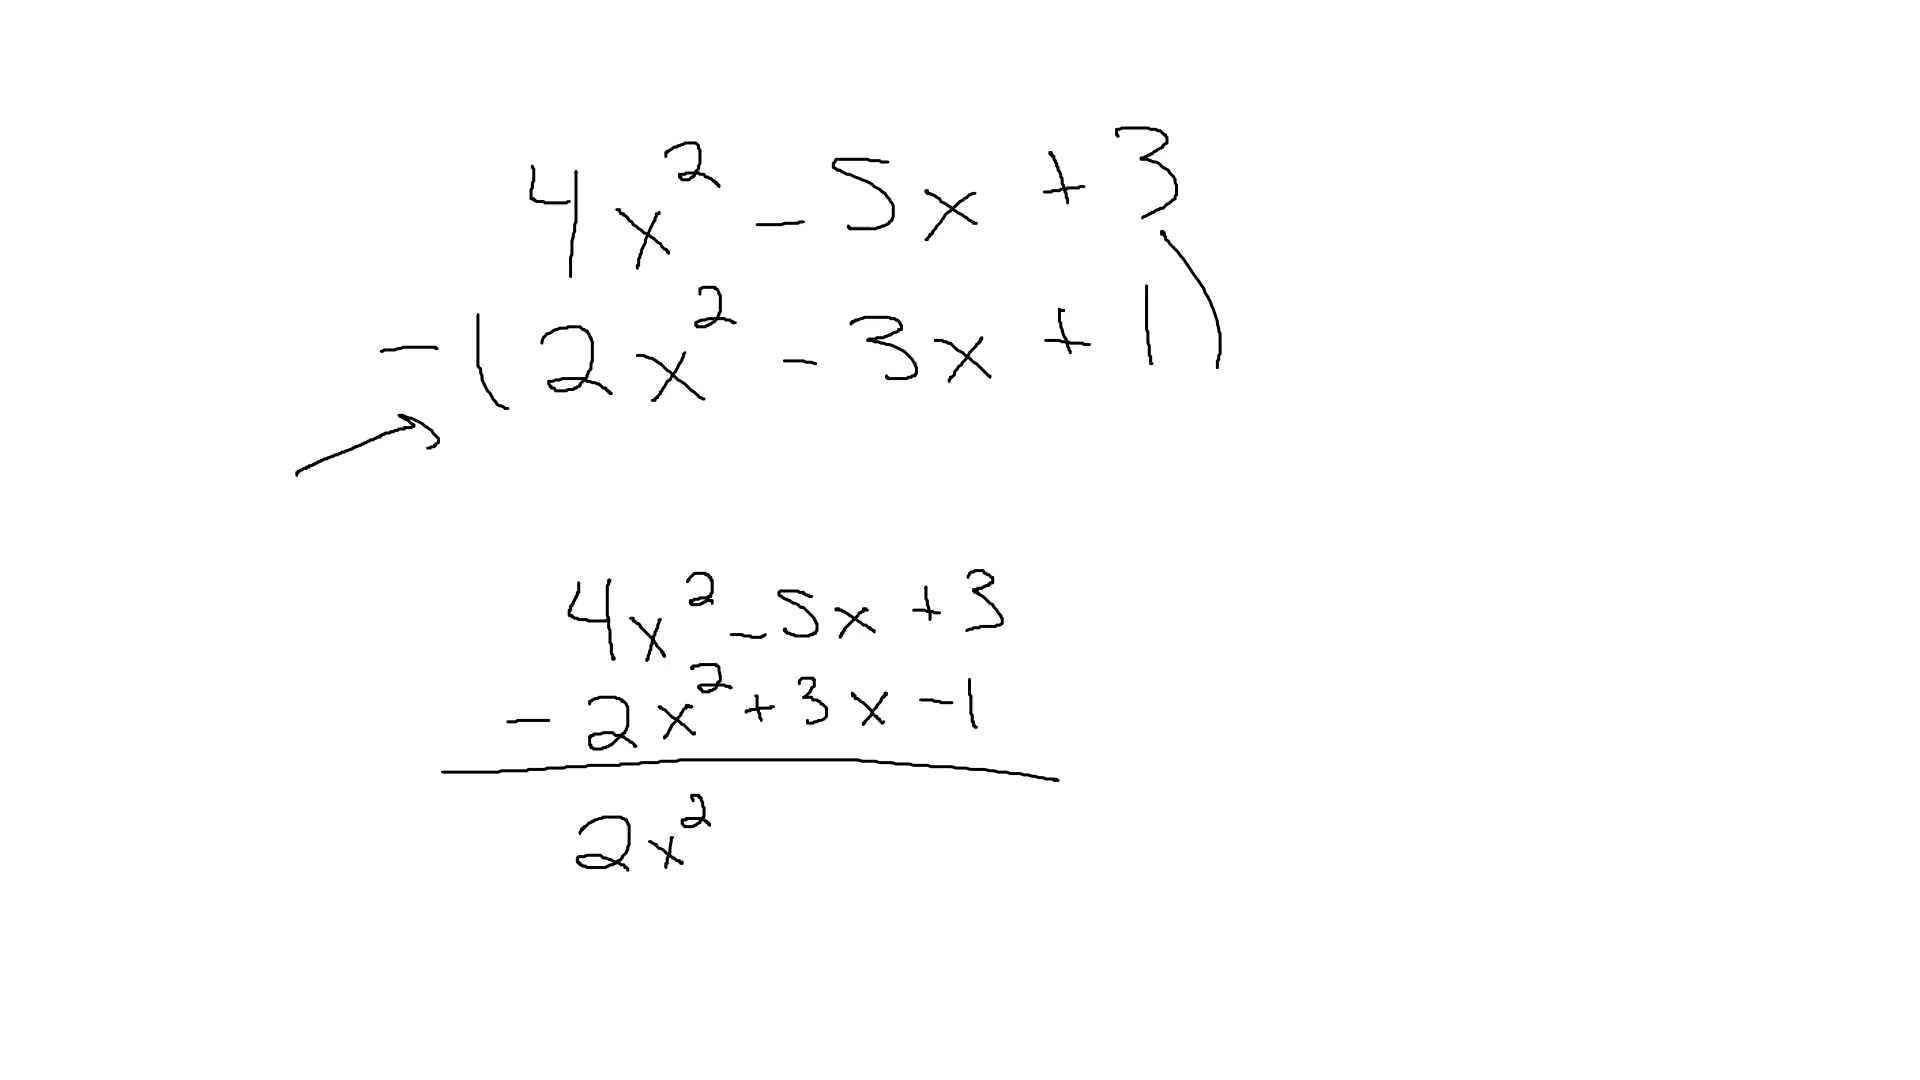 4x² - 5x + 3
-(2x² - 3x + 1)
4x² - 5x + 3
- 2x² + 3x - 1
2x²